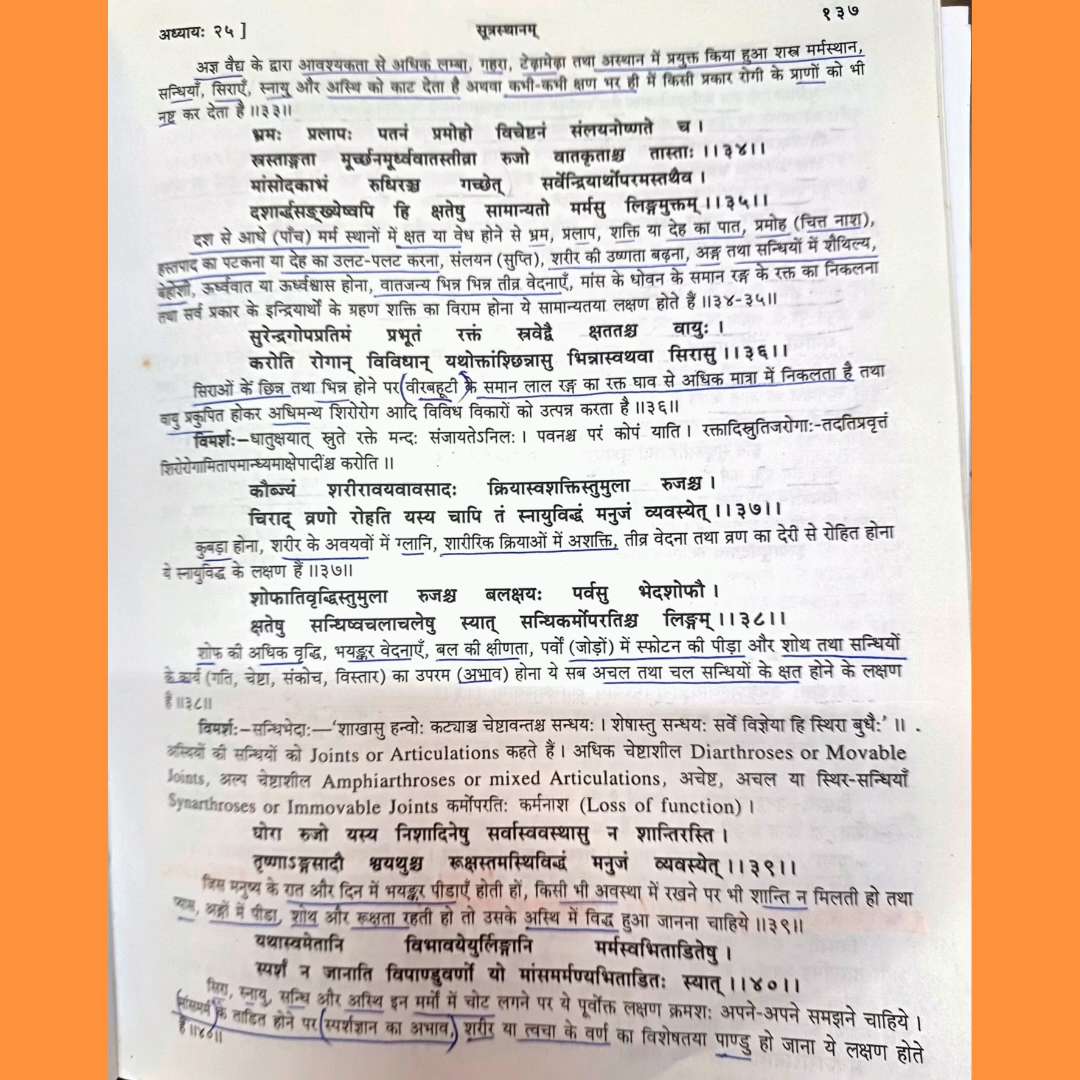 अध्यायः २५ ] सूत्रस्थानम् १३७
अज्ञ वैद्य के द्वारा आवश्यकता से अधिक लम्बा, गहरा, टेढ़ामेढ़ा तथा अस्थान में प्रयुक्त किया हुआ शस्त्र मर्मस्थान,
सन्धियाँ, सिराएँ, स्नायु और अस्थि को काट देता है अथवा कभी-कभी क्षण भर ही में किसी प्रकार रोगी के प्राणों को भी
नष्ट कर देता है ॥३३॥
भ्रमः प्रलापः पतनं प्रमोहो विचेष्टनं संलयनोष्णते च ।
स्रस्ताङ्गता मूर्च्छनमूर्ध्ववातस्तीव्रा रुजो वातकृताश्च तास्ताः ।।३४।।
मांसोदकाभं रुधिरञ्च गच्छेत् सर्वेन्द्रियार्थोपरमस्तथैव ।
दशार्द्धसङ्ख्येष्वपि हि क्षतेषु सामान्यतो मर्मसु लिङ्गमुक्तम् ।।३५।।
दश से आधे (पाँच) मर्म स्थानों में क्षत या वेध होने से भ्रम, प्रलाप, शक्ति या देह का पात, प्रमोह (चित्त नाश),
हस्तपाद का पटकना या देह का उलट-पलट करना, संलयन (सुप्ति), शरीर की उष्णता बढ़ना, अङ्ग तथा सन्धियों में शैथिल्य,
बेहोशी, ऊर्ध्ववात या ऊर्ध्वश्वास होना, वातजन्य भिन्न भिन्न तीव्र वेदनाएँ, मांस के धोवन के समान रङ्ग के रक्त का निकलना
तथा सर्व प्रकार के इन्द्रियार्थों के ग्रहण शक्ति का विराम होना ये सामान्यतया लक्षण होते हैं ॥३४-३५॥
सुरेन्द्रगोपप्रतिमं प्रभूतं रक्तं स्रवेद्वै क्षततश्च वायुः ।
करोति रोगान् विविधान् यथोक्तांश्छिन्नासु भिन्नास्वथवा सिरासु ।।३६।।
सिराओं के छिन्न तथा भिन्न होने पर (वीरबहूटी) के समान लाल रङ्ग का रक्त घाव से अधिक मात्रा में निकलता है तथा
वायु प्रकुपित होकर अधिमन्थ शिरोरोग आदि विविध विकारों को उत्पन्न करता है ॥३६॥
विमर्शः–धातुक्षयात् स्रुते रक्ते मन्दः संजायतेऽनिलः । पवनश्च परं कोपं याति । रक्तादिस्रुतिजरोगाः-तदतिप्रवृत्तं
शिरोरोगामितापमान्ध्यमाक्षेपादींश्च करोति ॥
कौब्ज्यं शरीरावयवावसादः क्रियास्वशक्तिस्तुमुला रुजश्च ।
चिराद् व्रणो रोहति यस्य चापि तं स्नायुविद्धं मनुजं व्यवस्येत् ।।३७।।
कुबड़ा होना, शरीर के अवयवों में ग्लानि, शारीरिक क्रियाओं में अशक्ति, तीव्र वेदना तथा व्रण का देरी से रोहित होना
ये स्नायुविद्ध के लक्षण हैं ॥३७॥
शोफातिवृद्धिस्तुमुला रुजश्च बलक्षयः पर्वसु भेदशोफौ ।
क्षतेषु सन्धिष्वचलाचलेषु स्यात् सन्धिकर्मोपरतिश्च लिङ्गम् ।।३८।।
शोफ की अधिक वृद्धि, भयङ्कर वेदनाएँ, बल की क्षीणता, पर्वों (जोड़ों) में स्फोटन की पीड़ा और शोथ तथा सन्धियों
के कार्य (गति, चेष्टा, संकोच, विस्तार) का उपरम (अभाव) होना ये सब अचल तथा चल सन्धियों के क्षत होने के लक्षण
है ॥३८॥
विमर्शः–सन्धिभेदाः—‘शाखासु हन्वोः कट्याञ्च चेष्टावन्तश्च सन्धयः । शेषास्तु सन्धयः सर्वे विज्ञेया हि स्थिरा बुधैः’ ॥ .
अस्थियों की सन्धियों को Joints or Articulations कहते हैं । अधिक चेष्टाशील Diarthroses or Movable
Joints, अल्प चेष्टाशील Amphiarthroses or mixed Articulations, अचेष्ट, अचल या स्थिर-सन्धियाँ
Synarthroses or Immovable Joints कर्मोपरतिः कर्मनाश (Loss of function) ।
घोरा रुजो यस्य निशादिनेषु सर्वास्ववस्थासु न शान्तिरस्ति ।
तृष्णाऽङ्गसादौ श्वयथुश्च रूक्षस्तमस्थिविद्धं मनुजं व्यवस्येत् ।।३९।।
जिस मनुष्य के रात और दिन में भयङ्कर पीडाएँ होती हों, किसी भी अवस्था में रखने पर भी शान्ति न मिलती हो तथा
प्यास, अङ्गों में पीडा, शोथ और रूक्षता रहती हो तो उसके अस्थि में विद्ध हुआ जानना चाहिये ॥३९॥
यथास्वमेतानि विभावयेयुर्लिङ्गानि मर्मस्वभिताडितेषु ।
स्पर्शं न जानाति विपाण्डुवर्णो यो मांसमर्मण्यभिताडितः स्यात् ।।४०।।
सिरा, स्नायु, सन्धि और अस्थि इन मर्मों में चोट लगने पर ये पूर्वोक्त लक्षण क्रमशः अपने-अपने समझने चाहिये ।
मांसमर्म के ताडित होने पर (स्पर्शज्ञान का अभाव,) शरीर या त्वचा के वर्ण का विशेषतया पाण्डु हो जाना ये लक्षण होते
है ॥४०॥